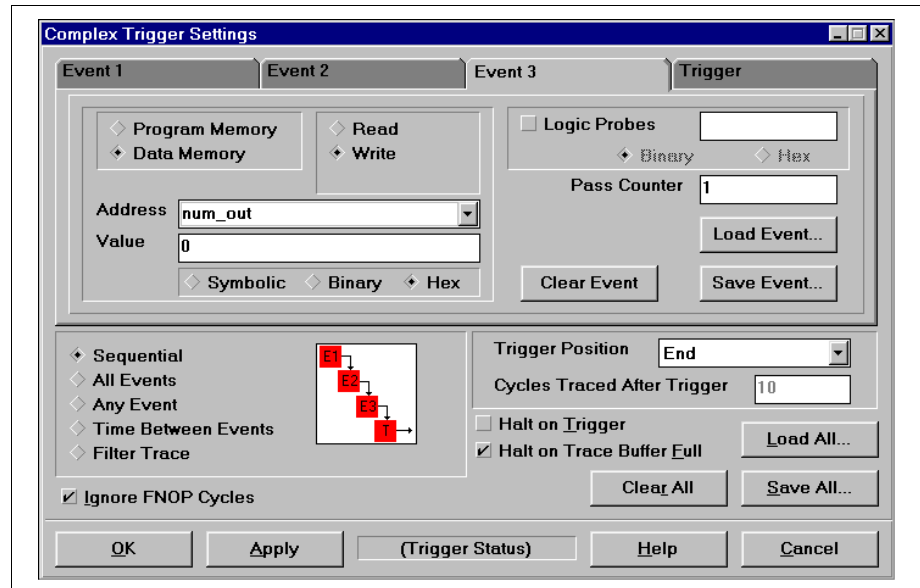 Complex Trigger Settings
Event 1 Event 2 Event 3 Trigger
Program Memory
Data Memory
Read
Write
Address num_out
Value 0
Symbolic Binary Hex
Logic Probes
Binary Hex
Pass Counter 1
Load Event...
Clear Event Save Event...
Sequential
All Events
Any Event
Time Between Events
Filter Trace
E1
E2
E3
T
Ignore FNOP Cycles
Trigger Position End
Cycles Traced After Trigger 10
Halt on Trigger
Halt on Trace Buffer Full
Load All...
Clear All Save All...
OK Apply (Trigger Status) Help Cancel